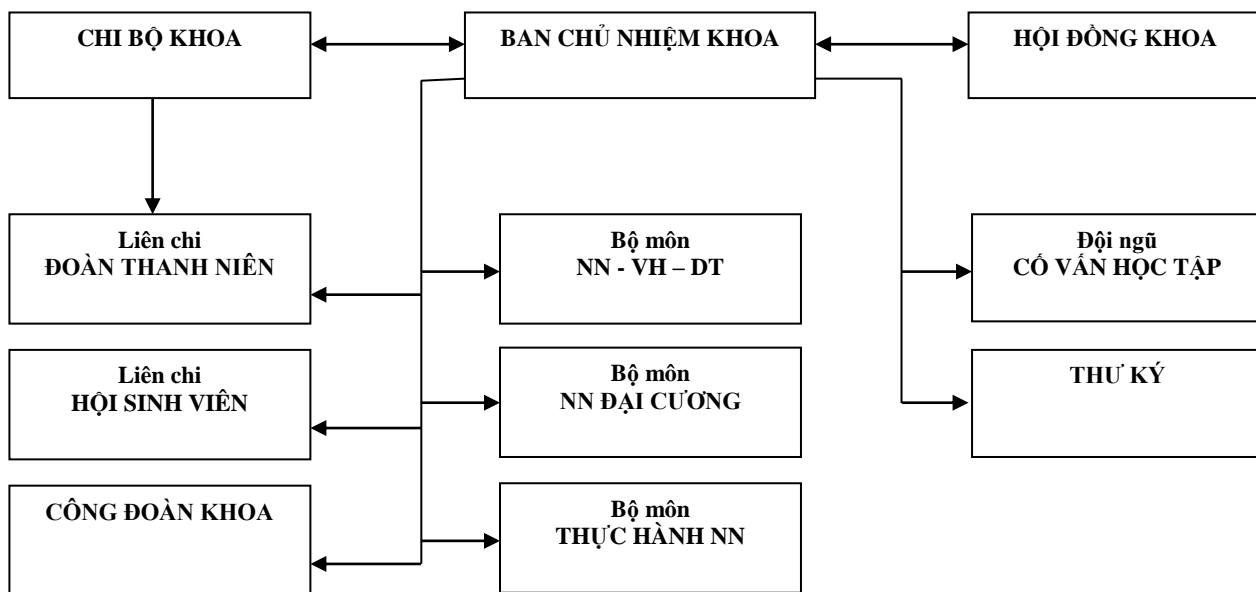 CHI BỘ KHOA
BAN CHỦ NHIỆM KHOA
HỘI ĐỒNG KHOA
Liên chi
ĐOÀN THANH NIÊN
Bộ môn
NN - VH – DT
Đội ngũ
CỐ VẤN HỌC TẬP
Liên chi
HỘI SINH VIÊN
Bộ môn
NN ĐẠI CƯƠNG
THƯ KÝ
CÔNG ĐOÀN KHOA
Bộ môn
THỰC HÀNH NN